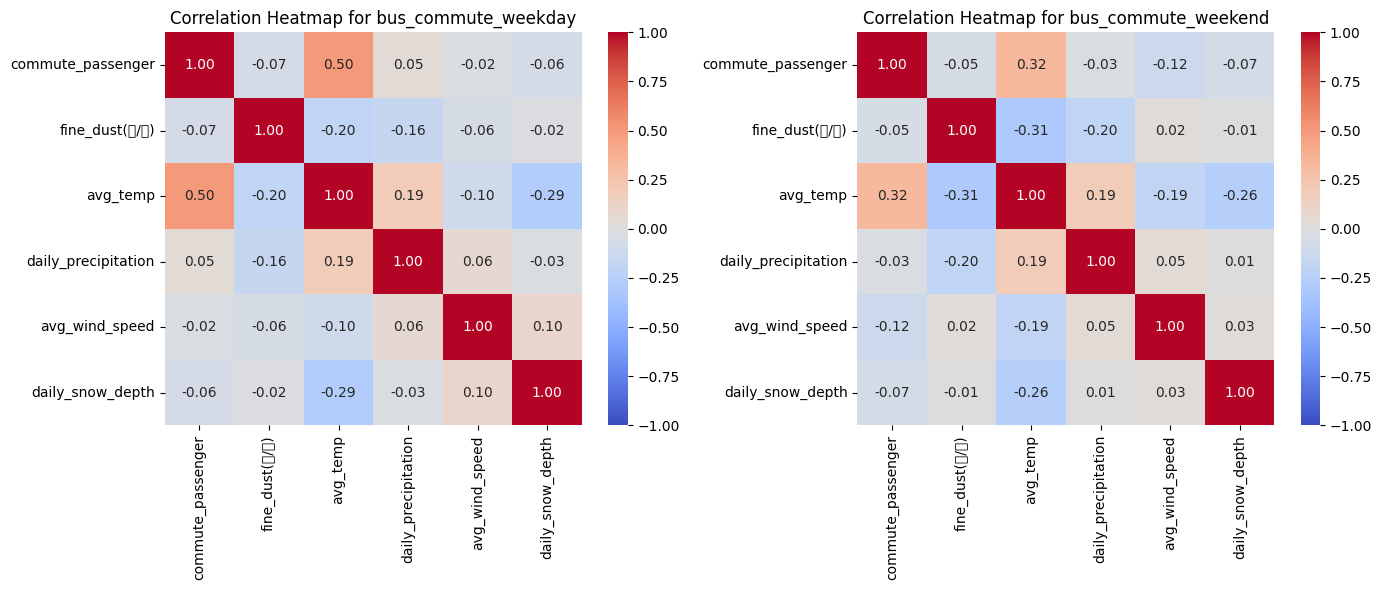 Correlation Heatmap for bus_commute_weekday
commute_passenger 1.00 -0.07 0.50 0.05 -0.02 -0.06
fine_dust(▯/▯) -0.07 1.00 -0.20 -0.16 -0.06 -0.02
avg_temp 0.50 -0.20 1.00 0.19 -0.10 -0.29
daily_precipitation 0.05 -0.16 0.19 1.00 0.06 -0.03
avg_wind_speed -0.02 -0.06 -0.10 0.06 1.00 0.10
daily_snow_depth -0.06 -0.02 -0.29 -0.03 0.10 1.00
commute_passenger
fine_dust(▯/▯)
avg_temp
daily_precipitation
avg_wind_speed
daily_snow_depth
1.00
0.75
0.50
0.25
0.00
−0.25
−0.50
−0.75
−1.00
Correlation Heatmap for bus_commute_weekend
commute_passenger 1.00 -0.05 0.32 -0.03 -0.12 -0.07
fine_dust(▯/▯) -0.05 1.00 -0.31 -0.20 0.02 -0.01
avg_temp 0.32 -0.31 1.00 0.19 -0.19 -0.26
daily_precipitation -0.03 -0.20 0.19 1.00 0.05 0.01
avg_wind_speed -0.12 0.02 -0.19 0.05 1.00 0.03
daily_snow_depth -0.07 -0.01 -0.26 0.01 0.03 1.00
commute_passenger
fine_dust(▯/▯)
avg_temp
daily_precipitation
avg_wind_speed
daily_snow_depth
1.00
0.75
0.50
0.25
0.00
−0.25
−0.50
−0.75
−1.00